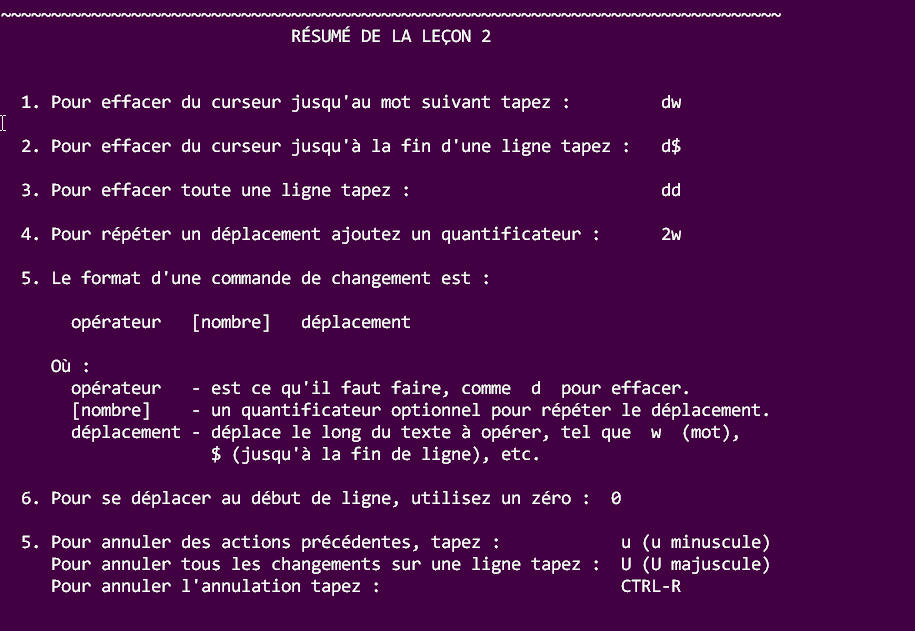 ~~~~~~~~~~~~~~~~~~~~~~~~~~~~~~~~~~~~~~~~~~~~~~~~~~~~~~~~~~~~~~~~~~~~~~~~~~~~~~
RÉSUMÉ DE LA LEÇON 2
1. Pour effacer du curseur jusqu'au mot suivant tapez : dw
2. Pour effacer du curseur jusqu'à la fin d'une ligne tapez : d$
3. Pour effacer toute une ligne tapez : dd
4. Pour répéter un déplacement ajoutez un quantificateur : 2w
5. Le format d'une commande de changement est :
opérateur [nombre] déplacement
Où :
opérateur - est ce qu'il faut faire, comme d pour effacer.
[nombre] - un quantificateur optionnel pour répéter le déplacement.
déplacement - déplace le long du texte à opérer, tel que w (mot),
$ (jusqu'à la fin de ligne), etc.
6. Pour se déplacer au début de ligne, utilisez un zéro : 0
5. Pour annuler des actions précédentes, tapez : u (u minuscule)
Pour annuler tous les changements sur une ligne tapez : U (U majuscule)
Pour annuler l'annulation tapez : CTRL-R